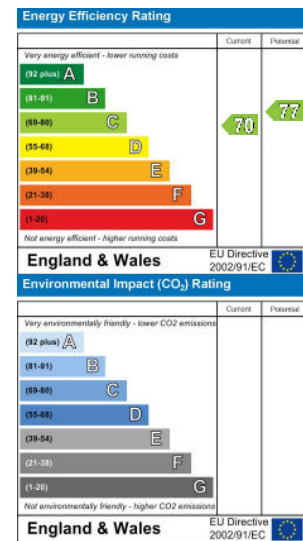 Energy Efficiency Rating
Current Potential
Very energy efficient - lower running costs
(92 plus) A
(81-91) B
(69-80) C
70
77
(55-68) D
(39-54) E
(21-38) F
(1-20) G
Not energy efficient - higher running costs
England & Wales
EU Directive
2002/91/EC
Environmental Impact (CO₂) Rating
Current Potential
Very environmentally friendly - lower CO2 emissions
(92 plus) A
(81-91) B
(69-80) C
(55-68) D
(39-54) E
(21-38) F
(1-20) G
Not environmentally friendly - higher CO2 emissions
England & Wales
EU Directive
2002/91/EC